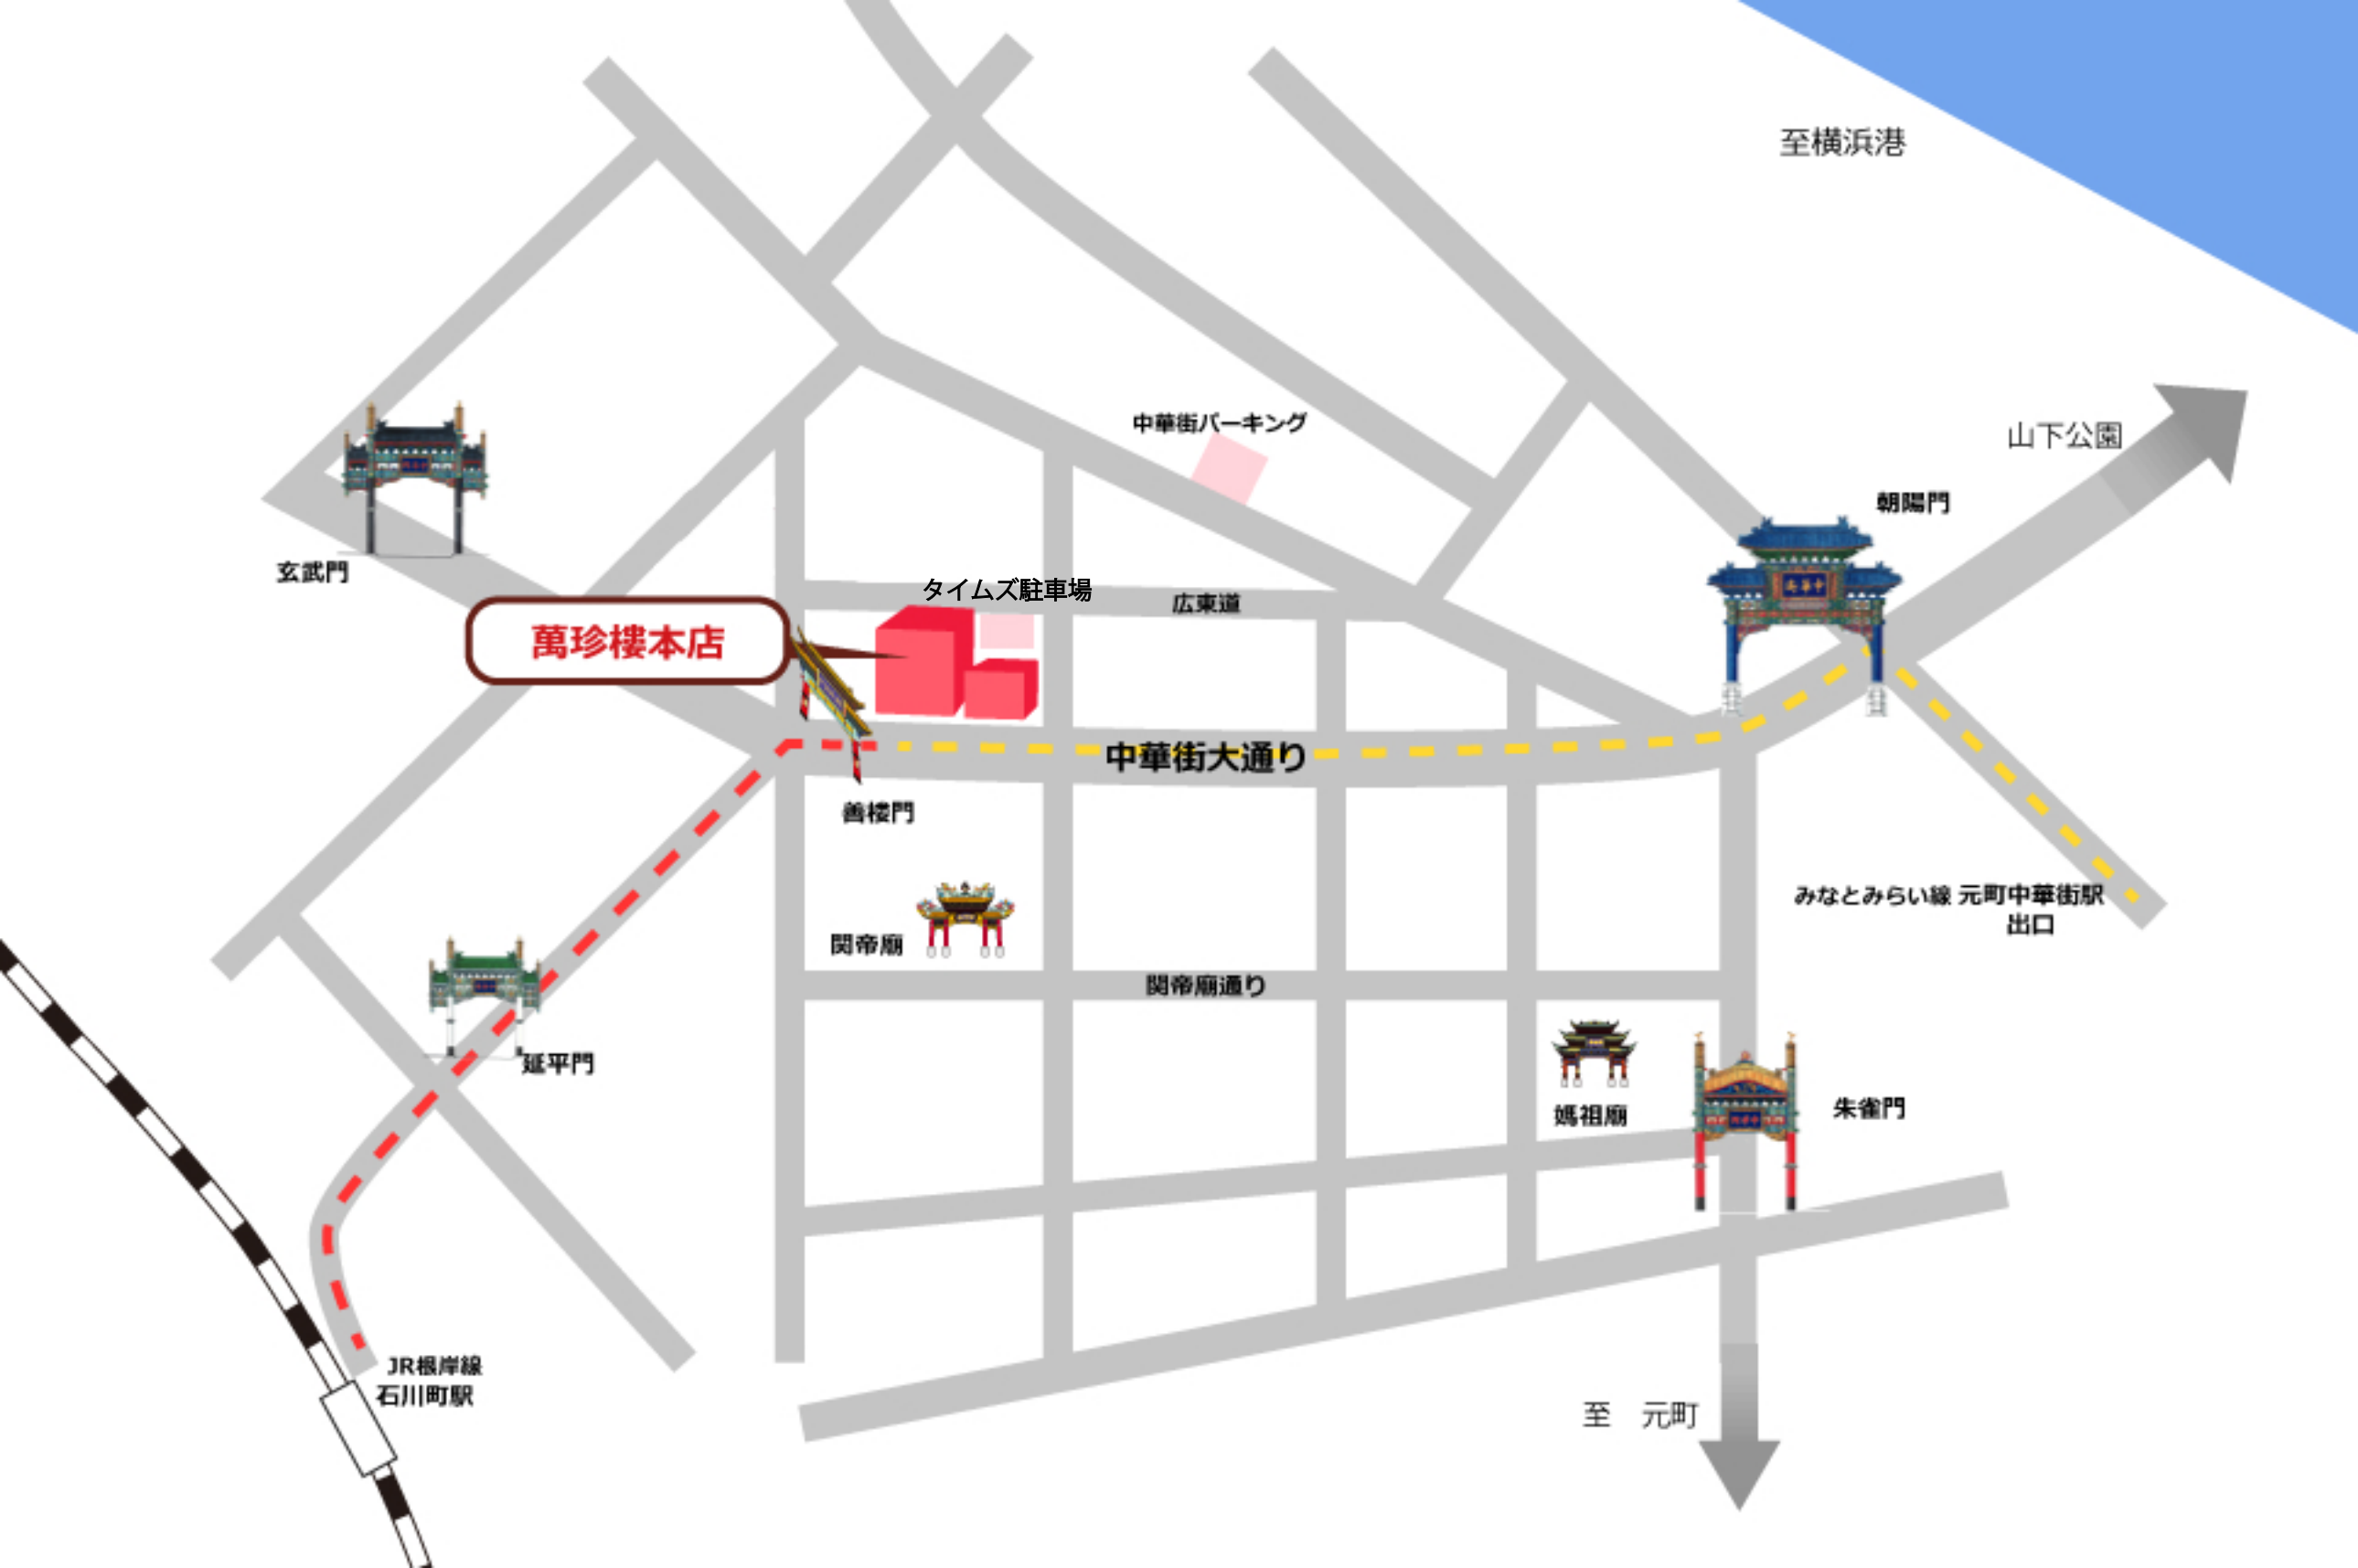 至横浜港
中華街パーキング
山下公園
朝陽門
玄武門
タイムズ駐車場
広東道
萬珍樓本店
中華街大通り
善楼門
みなとみらい線 元町中華街駅
出口
関帝廟
関帝廟通り
延平門
媽祖廟
朱雀門
JR根岸線
石川町駅
至　元町